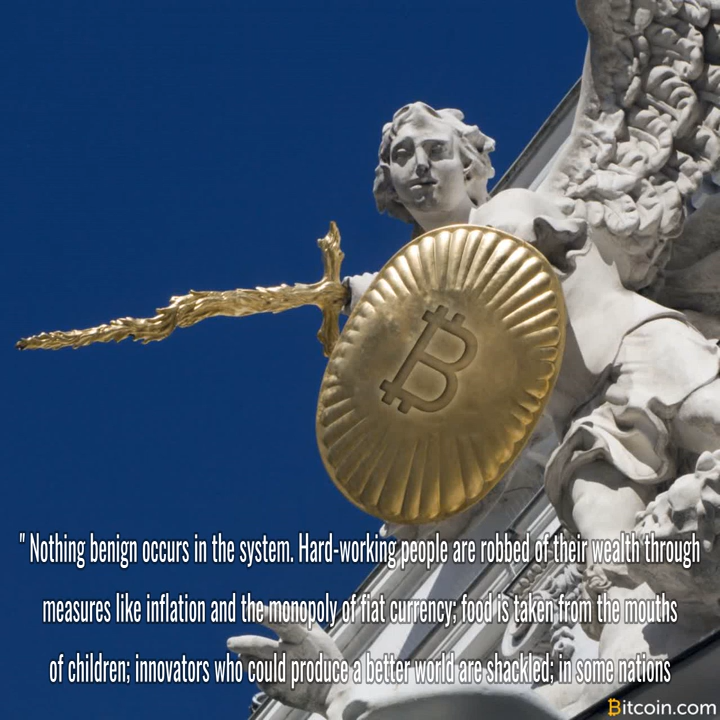 " Nothing benign occurs in the system. Hard-working people are robbed of their wealth through
measures like inflation and the monopoly of fiat currency; food is taken from the mouths
of children; innovators who could produce a better world are shackled; in some nations
Bitcoin.com